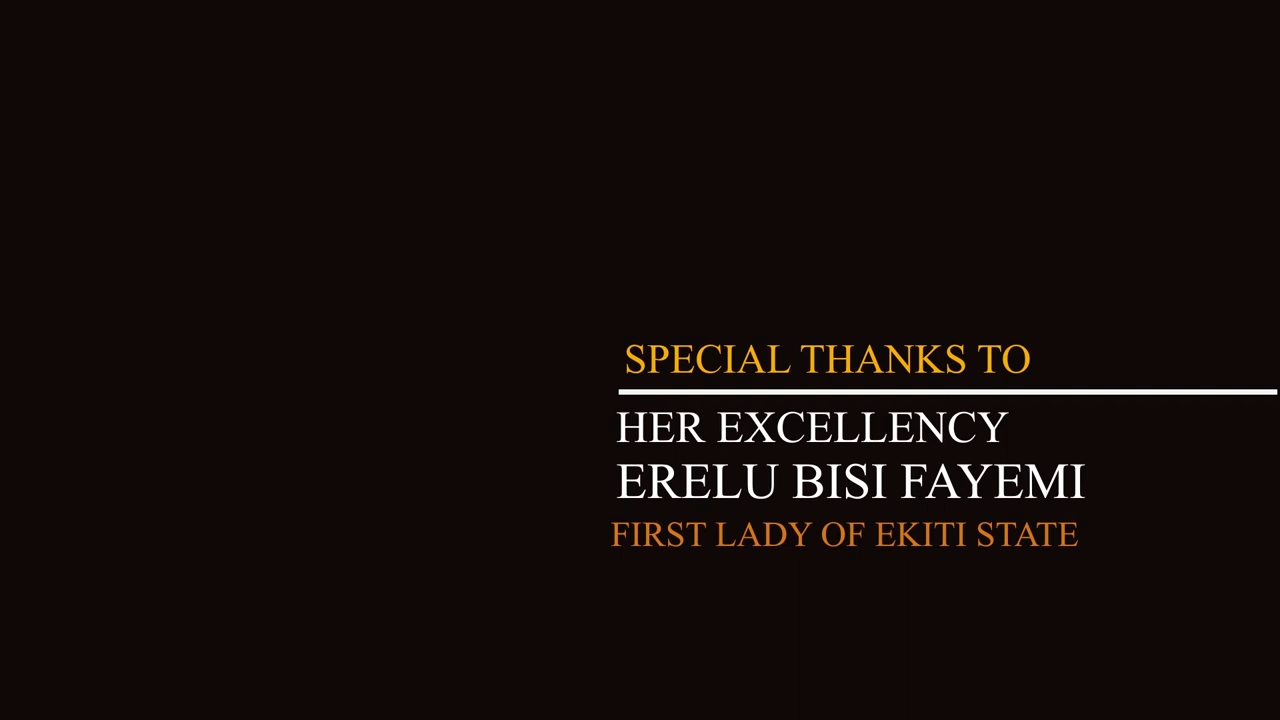 SPECIAL THANKS TO
HER EXCELLENCY
ERELU BISI FAYEMI
FIRST LADY OF EKITI STATE